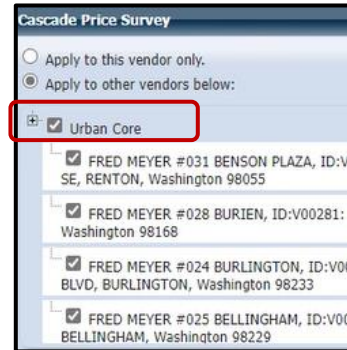 Cascade Price Survey
Apply to this vendor only.
Apply to other vendors below:
Urban Core
FRED MEYER #031 BENSON PLAZA, ID:V
SE, RENTON, Washington 98055
FRED MEYER #028 BURIEN, ID:V00281:
Washington 98168
FRED MEYER #024 BURLINGTON, ID:V00
BLVD, BURLINGTON, Washington 98233
FRED MEYER #025 BELLINGHAM, ID:V00
BELLINGHAM, Washington 98229